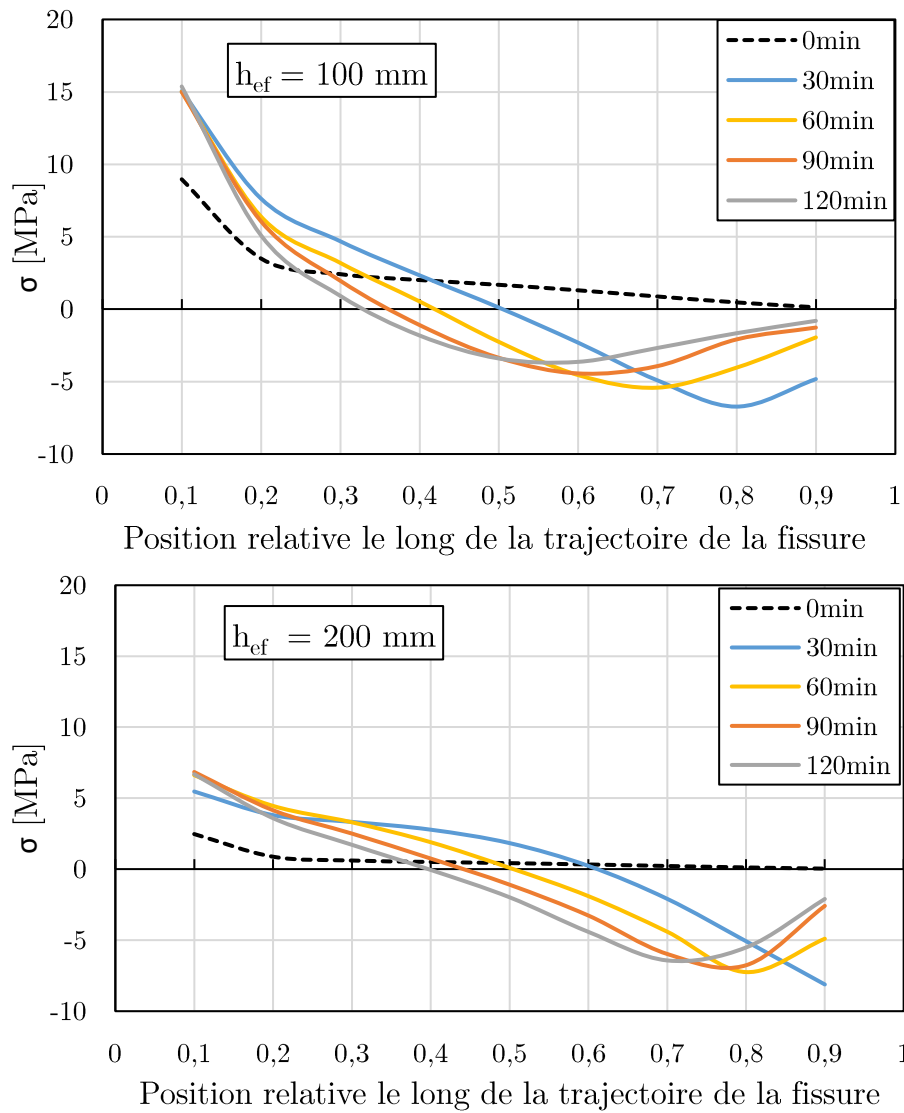 20
15
10
5
0
-5
-10
σ [MPa]
h_ef = 100 mm
0min
30min
60min
90min
120min
0 0,1 0,2 0,3 0,4 0,5 0,6 0,7 0,8 0,9 1
Position relative le long de la trajectoire de la fissure
20
15
10
5
0
-5
-10
σ [MPa]
h_ef = 200 mm
0min
30min
60min
90min
120min
0 0,1 0,2 0,3 0,4 0,5 0,6 0,7 0,8 0,9 1
Position relative le long de la trajectoire de la fissure